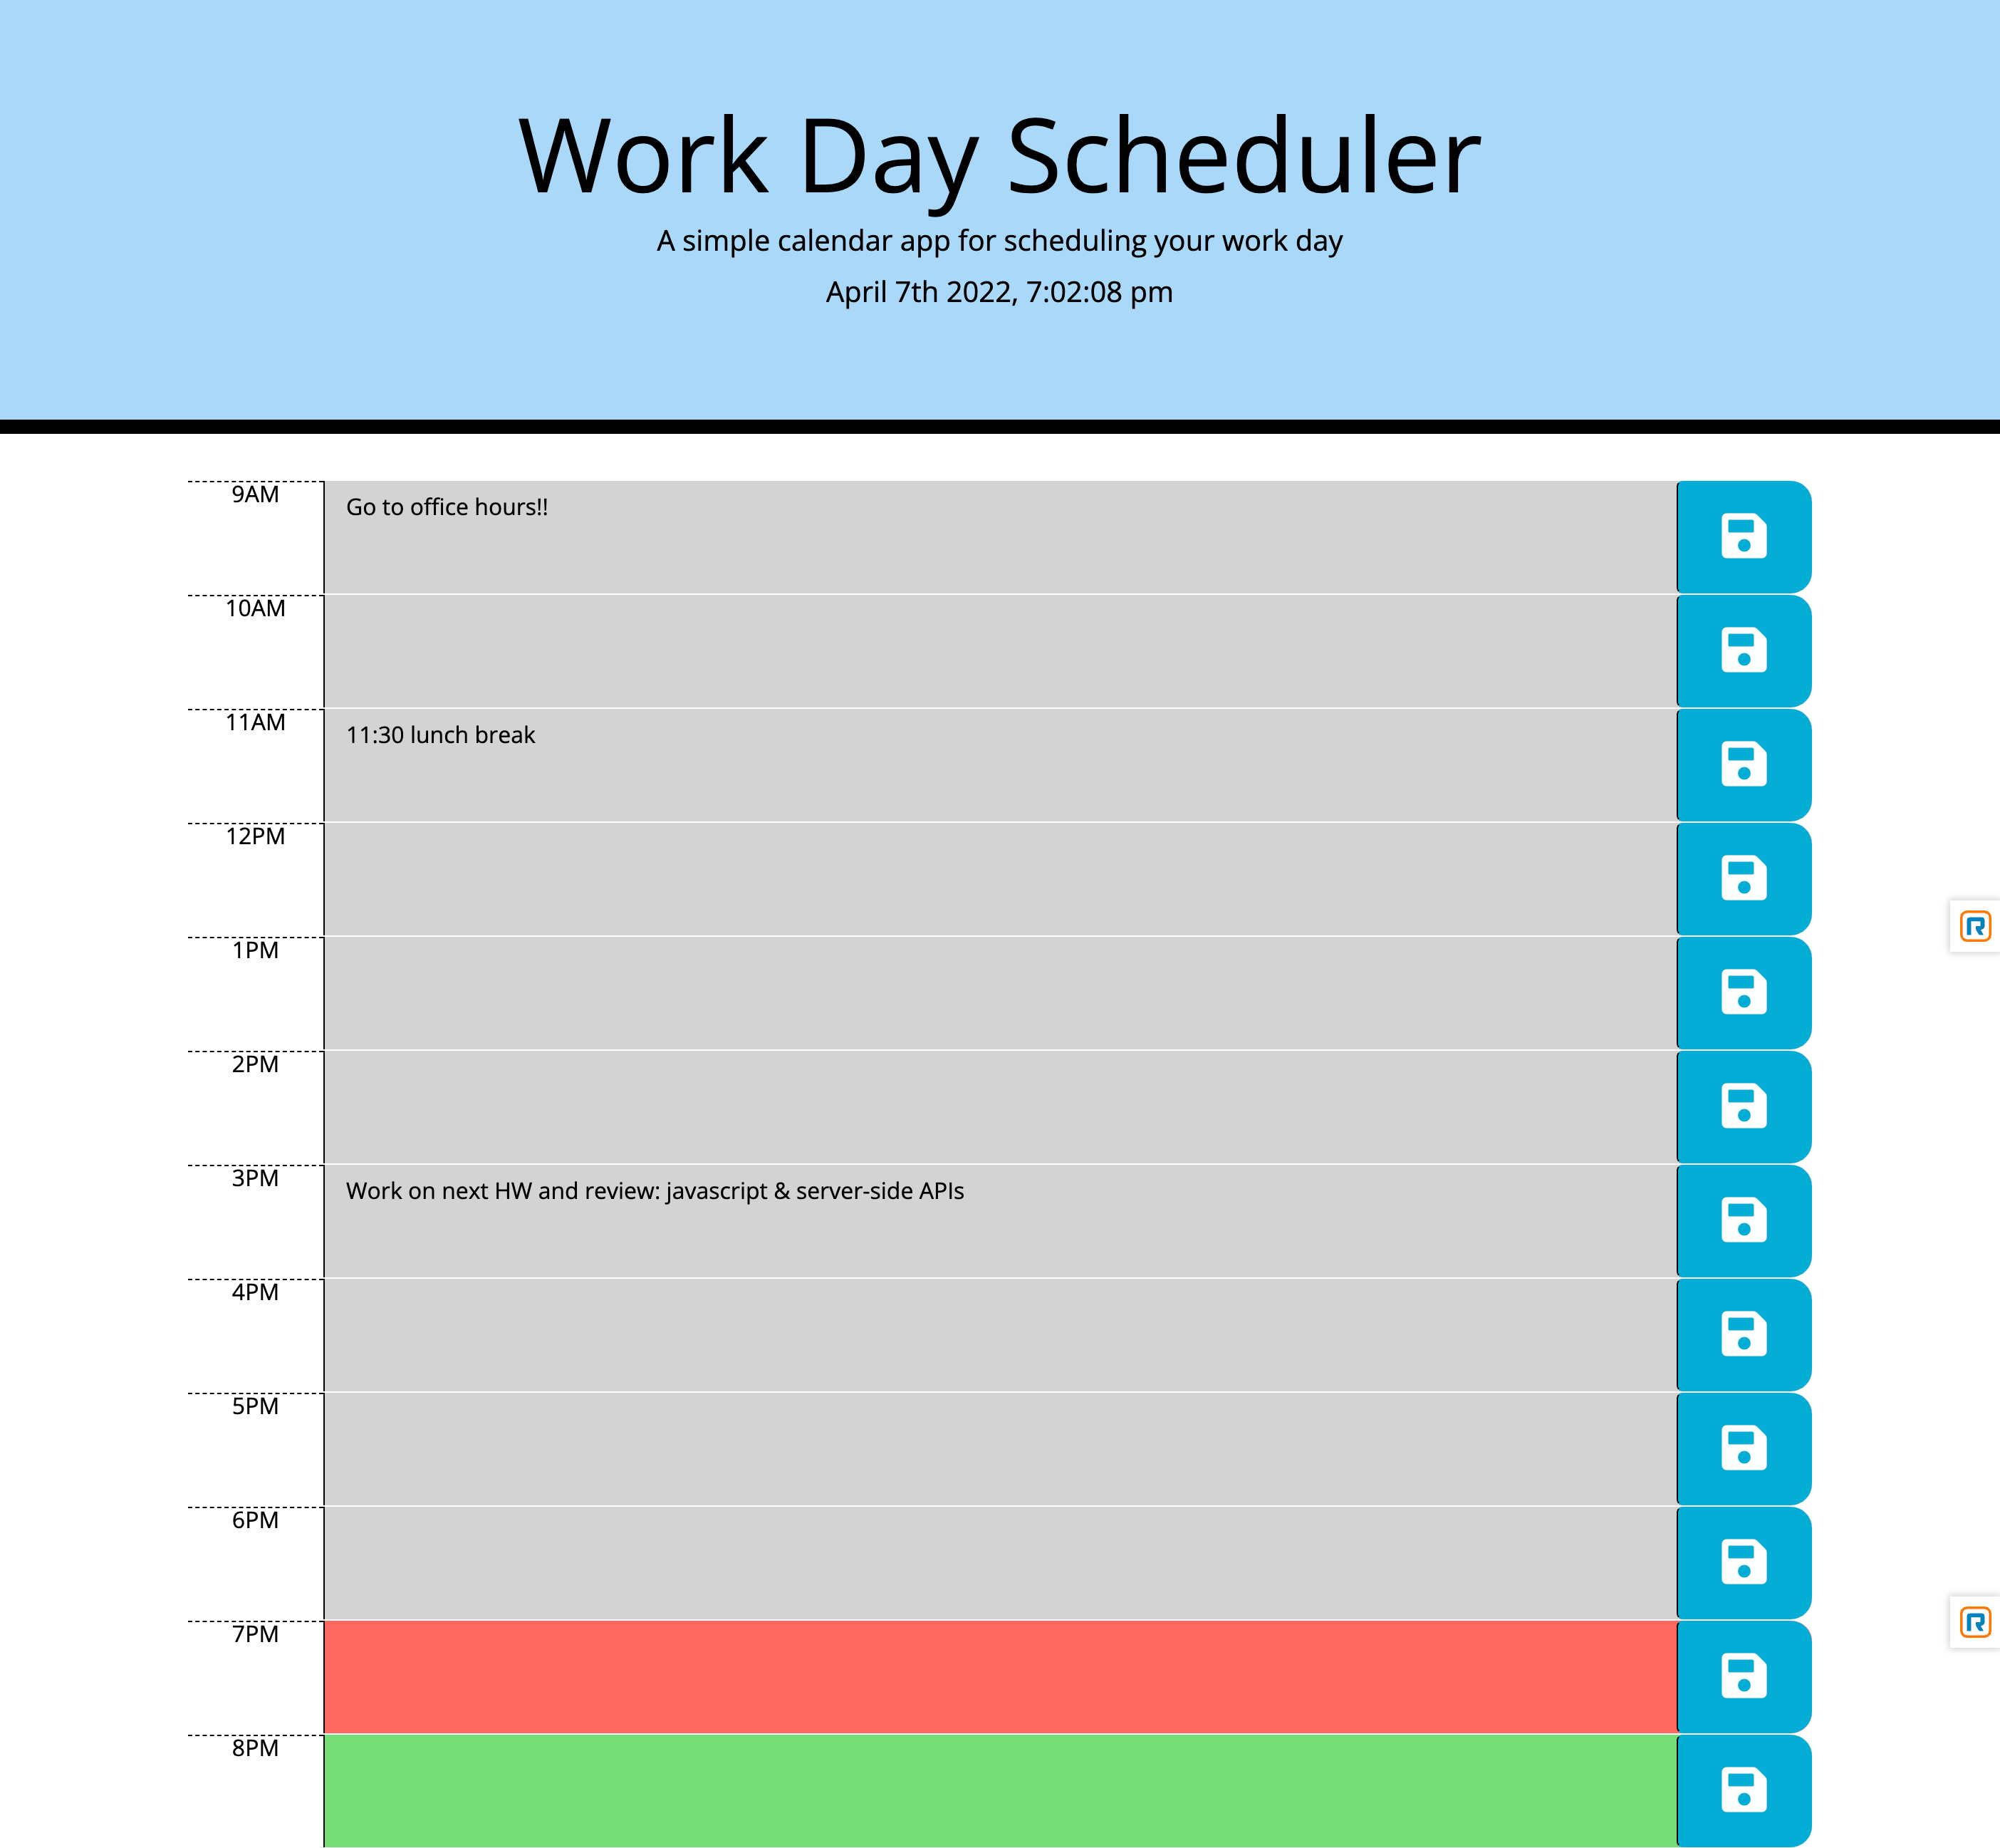 Work Day Scheduler
A simple calendar app for scheduling your work day
April 7th 2022, 7:02:08 pm
9AM
Go to office hours!!
10AM
11AM
11:30 lunch break
12PM
1PM
2PM
3PM
Work on next HW and review: javascript & server-side APIs
4PM
5PM
6PM
7PM
8PM